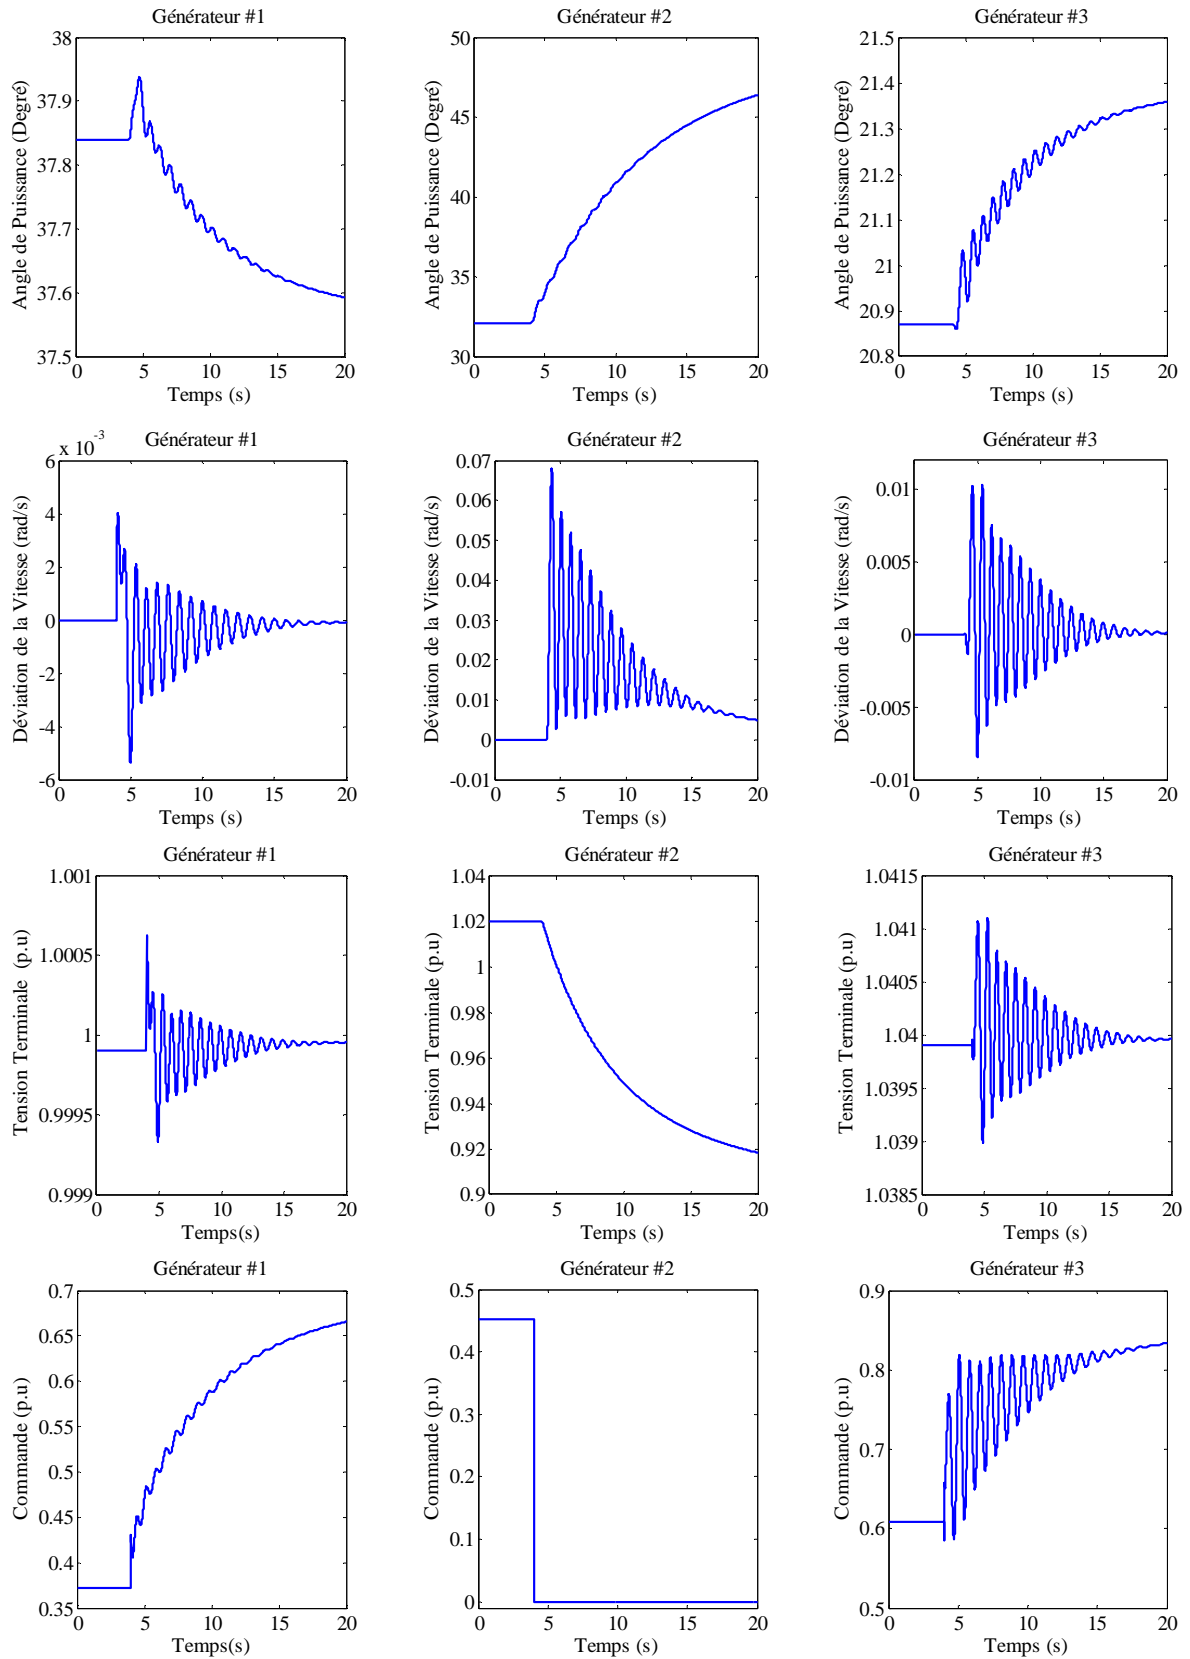 Générateur #1
Générateur #2
Générateur #3
38
37.9
37.8
37.7
37.6
37.5
Angle de Puissance (Degré)
0 5 10 15 20
Temps (s)
50
45
40
35
30
Angle de Puissance (Degré)
0 5 10 15 20
Temps (s)
21.5
21.4
21.3
21.2
21.1
21
20.9
20.8
Angle de Puissance (Degré)
0 5 10 15 20
Temps (s)
Générateur #1
Générateur #2
Générateur #3
x 10-3
6
4
2
0
-2
-4
-6
Déviation de la Vitesse (rad/s)
0 5 10 15 20
Temps (s)
0.07
0.06
0.05
0.04
0.03
0.02
0.01
0
-0.01
Déviation de la Vitesse (rad/s)
0 5 10 15 20
Temps (s)
0.01
0.005
0
-0.005
-0.01
Déviation de la Vitesse (rad/s)
0 5 10 15 20
Temps (s)
Générateur #1
Générateur #2
Générateur #3
1.001
1.0005
1
0.9995
0.999
Tension Terminale (p.u)
0 5 10 15 20
Temps(s)
1.04
1.02
1
0.98
0.96
0.94
0.92
0.9
Tension Terminale (p.u)
0 5 10 15 20
Temps (s)
1.0415
1.041
1.0405
1.04
1.0395
1.039
1.0385
Tension Terminale (p.u)
0 5 10 15 20
Temps (s)
Générateur #1
Générateur #2
Générateur #3
0.7
0.65
0.6
0.55
0.5
0.45
0.4
0.35
Commande (p.u)
0 5 10 15 20
Temps(s)
0.5
0.4
0.3
0.2
0.1
0
Commande (p.u)
0 5 10 15 20
Temps (s)
0.9
0.8
0.7
0.6
0.5
Commande (p.u)
0 5 10 15 20
Temps (s)